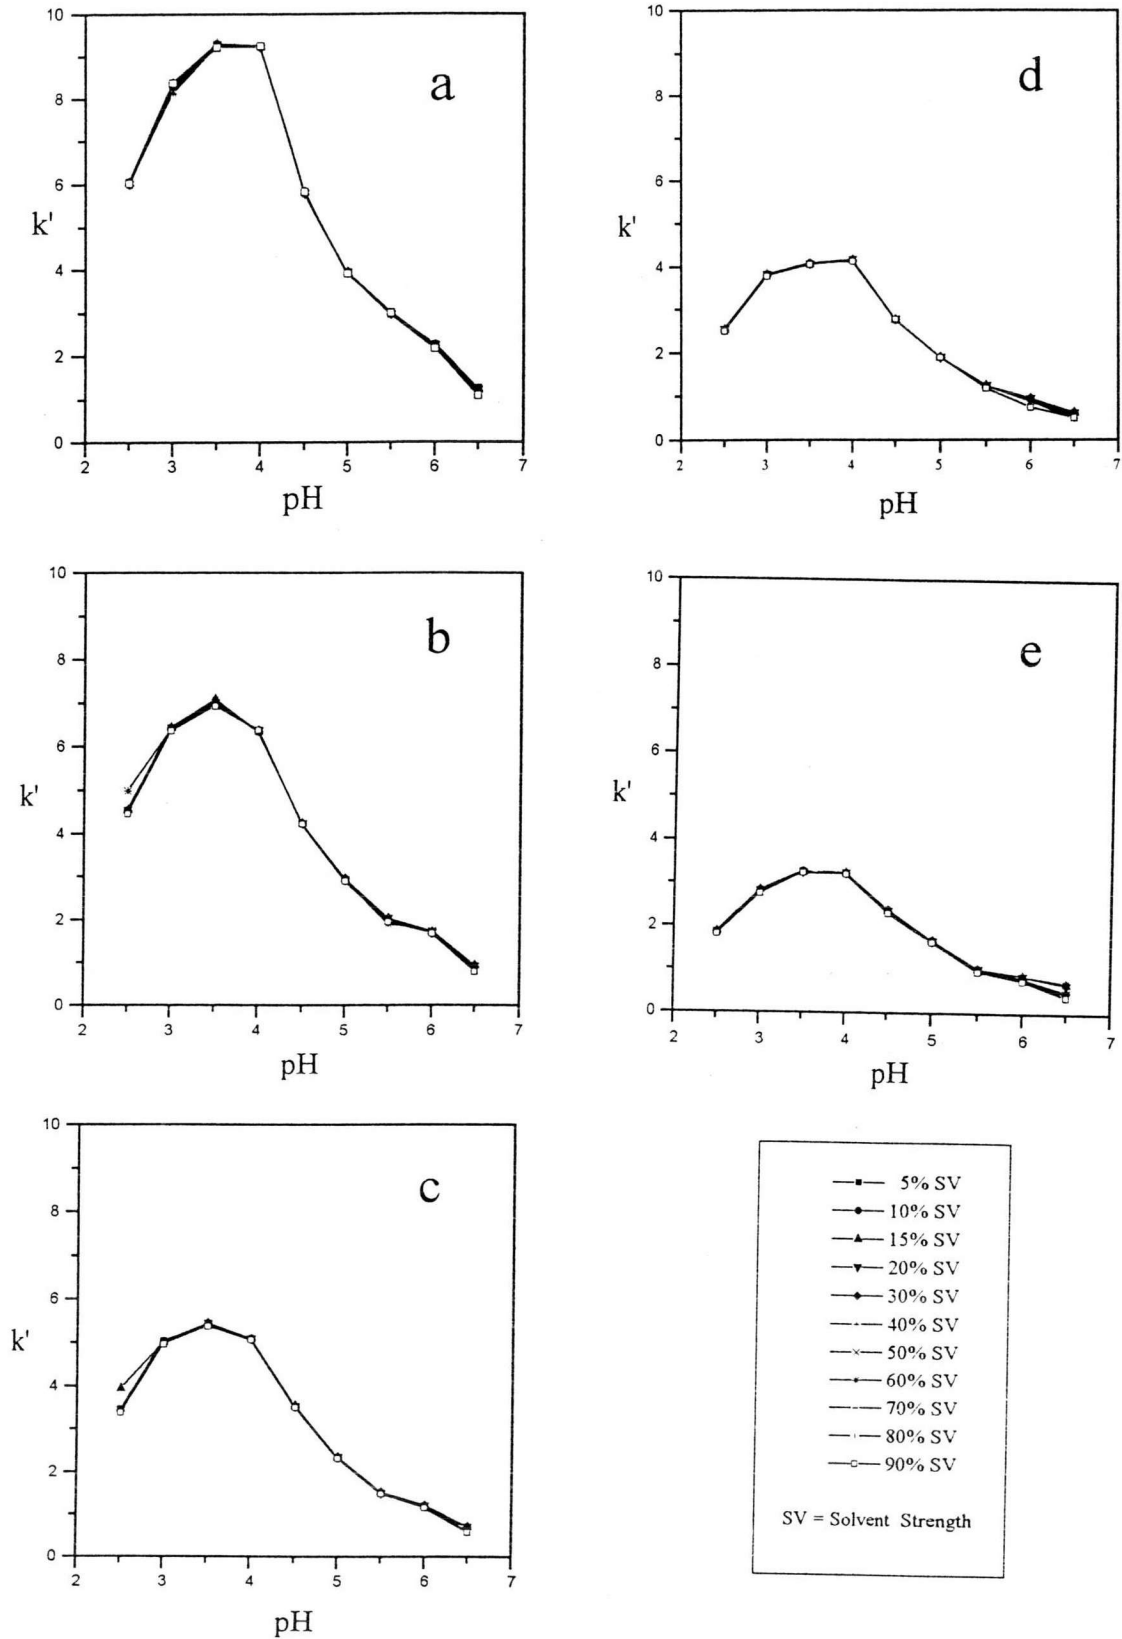 10
8
6
4
2
0
k'
a
2 3 4 5 6 7
pH
10
8
6
4
2
0
k'
b
2 3 4 5 6 7
pH
10
8
6
4
2
0
k'
c
2 3 4 5 6 7
pH
10
8
6
4
2
0
k'
d
2 3 4 5 6 7
pH
10
8
6
4
2
0
k'
e
2 3 4 5 6 7
pH
5% SV
10% SV
15% SV
20% SV
30% SV
40% SV
50% SV
60% SV
70% SV
80% SV
90% SV
SV = Solvent Strength